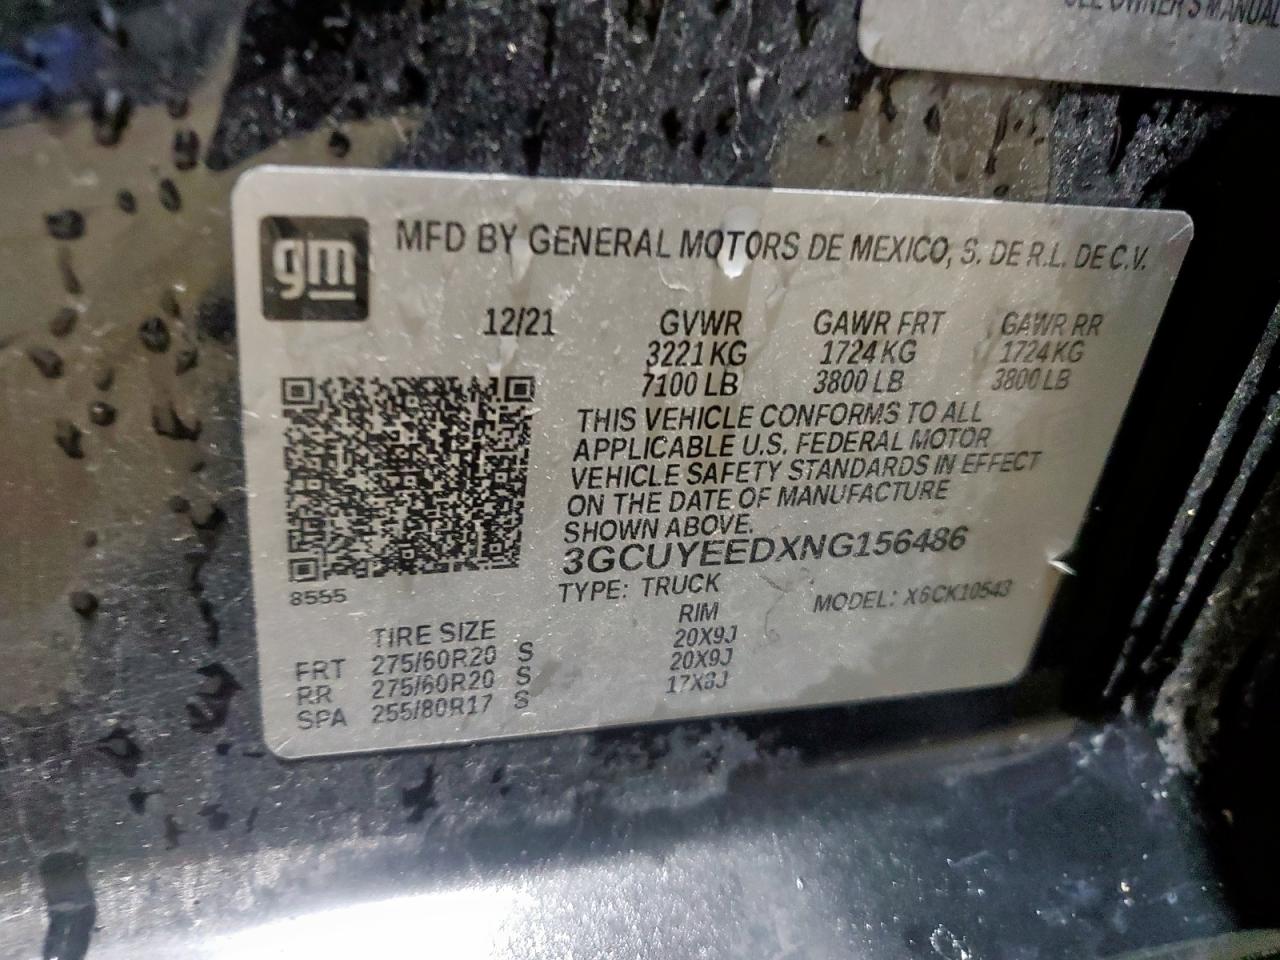 SEE OWNER'S MANUAL
gm
MFD BY GENERAL MOTORS DE MEXICO, S. DE R.L. DE C.V.
12/21 GVWR GAWR FRT GAWR RR
3221 KG 1724 KG 1724 KG
7100 LB 3800 LB 3800 LB
THIS VEHICLE CONFORMS TO ALL
APPLICABLE U.S. FEDERAL MOTOR
VEHICLE SAFETY STANDARDS IN EFFECT
ON THE DATE OF MANUFACTURE
SHOWN ABOVE.
3GCUYEEDXNG156486
8555
TYPE: TRUCK MODEL: X6CK10543
TIRE SIZE RIM
FRT 275/60R20 S 20X9J
RR 275/60R20 S 20X9J
SPA 255/80R17 S 17X8J